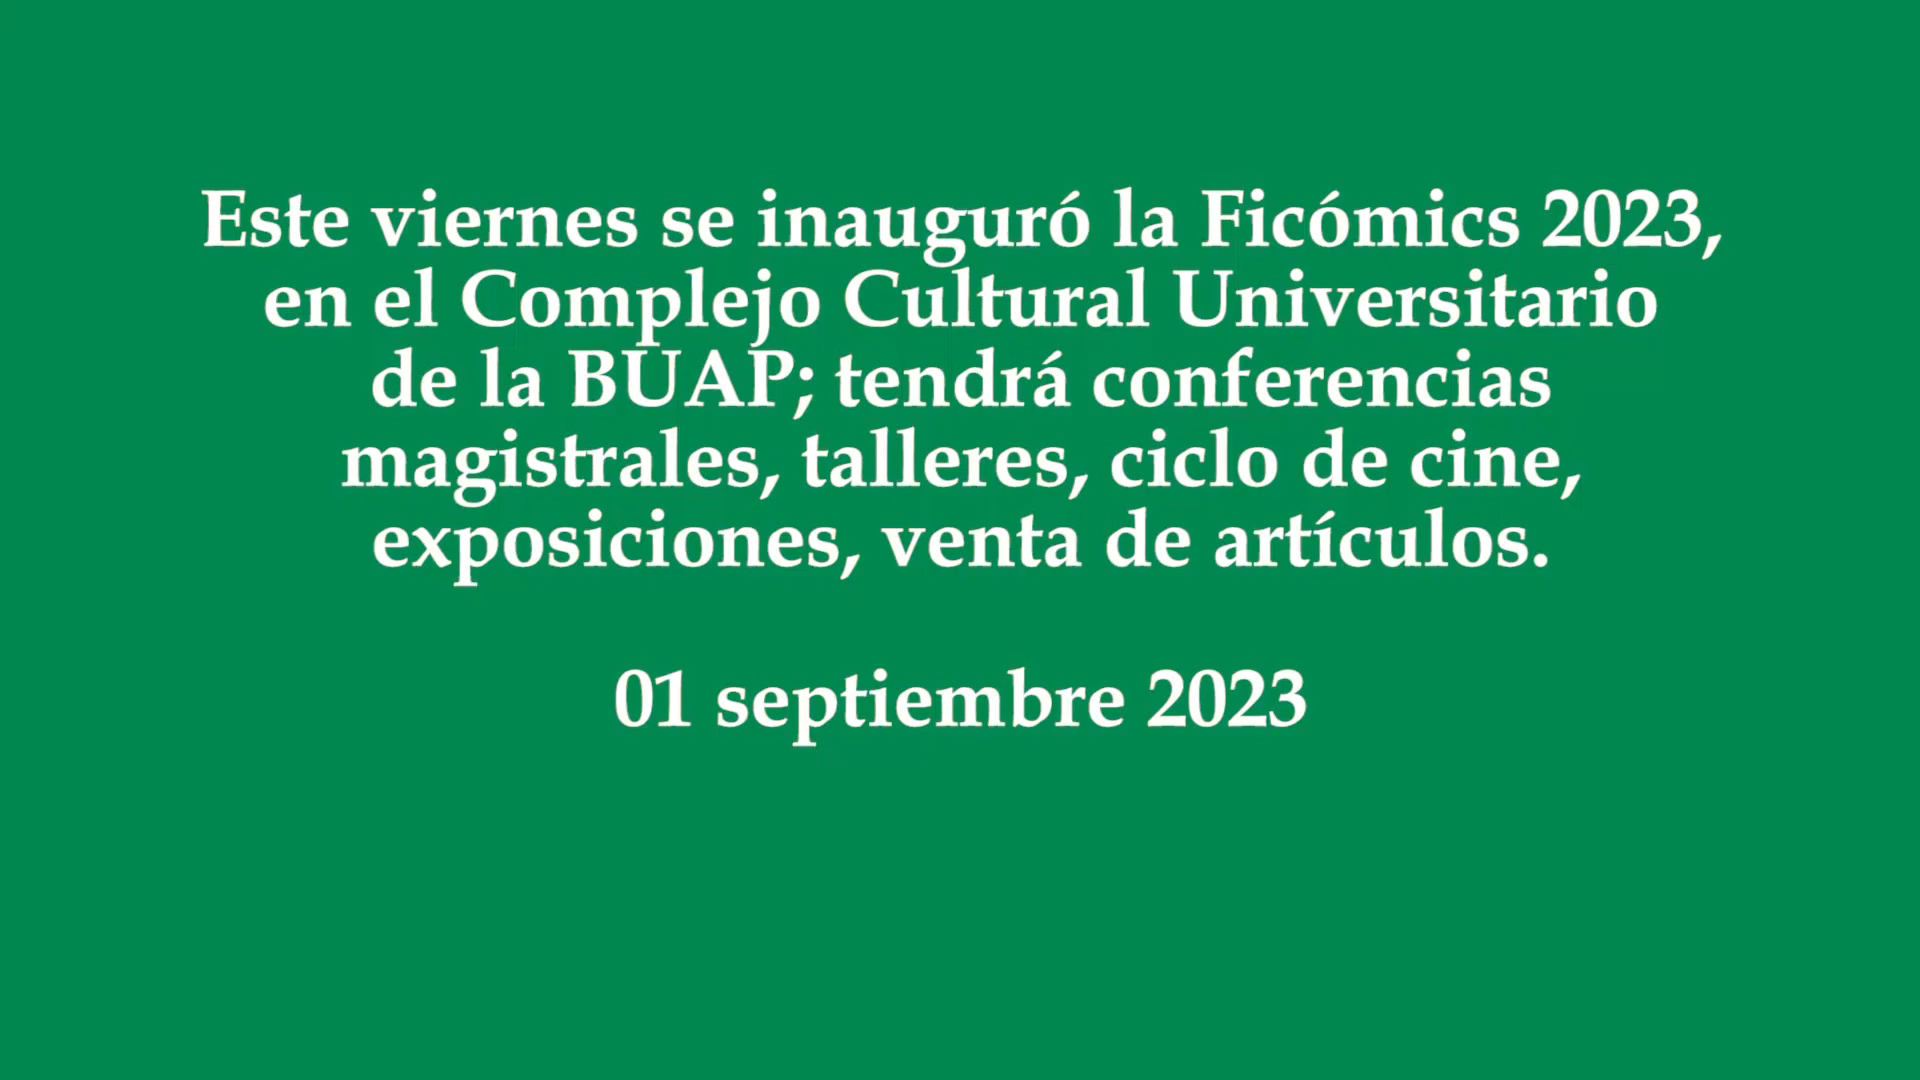 Este viernes se inauguró la Ficómics 2023,
en el Complejo Cultural Universitario
de la BUAP; tendrá conferencias
magistrales, talleres, ciclo de cine,
exposiciones, venta de artículos.
01 septiembre 2023